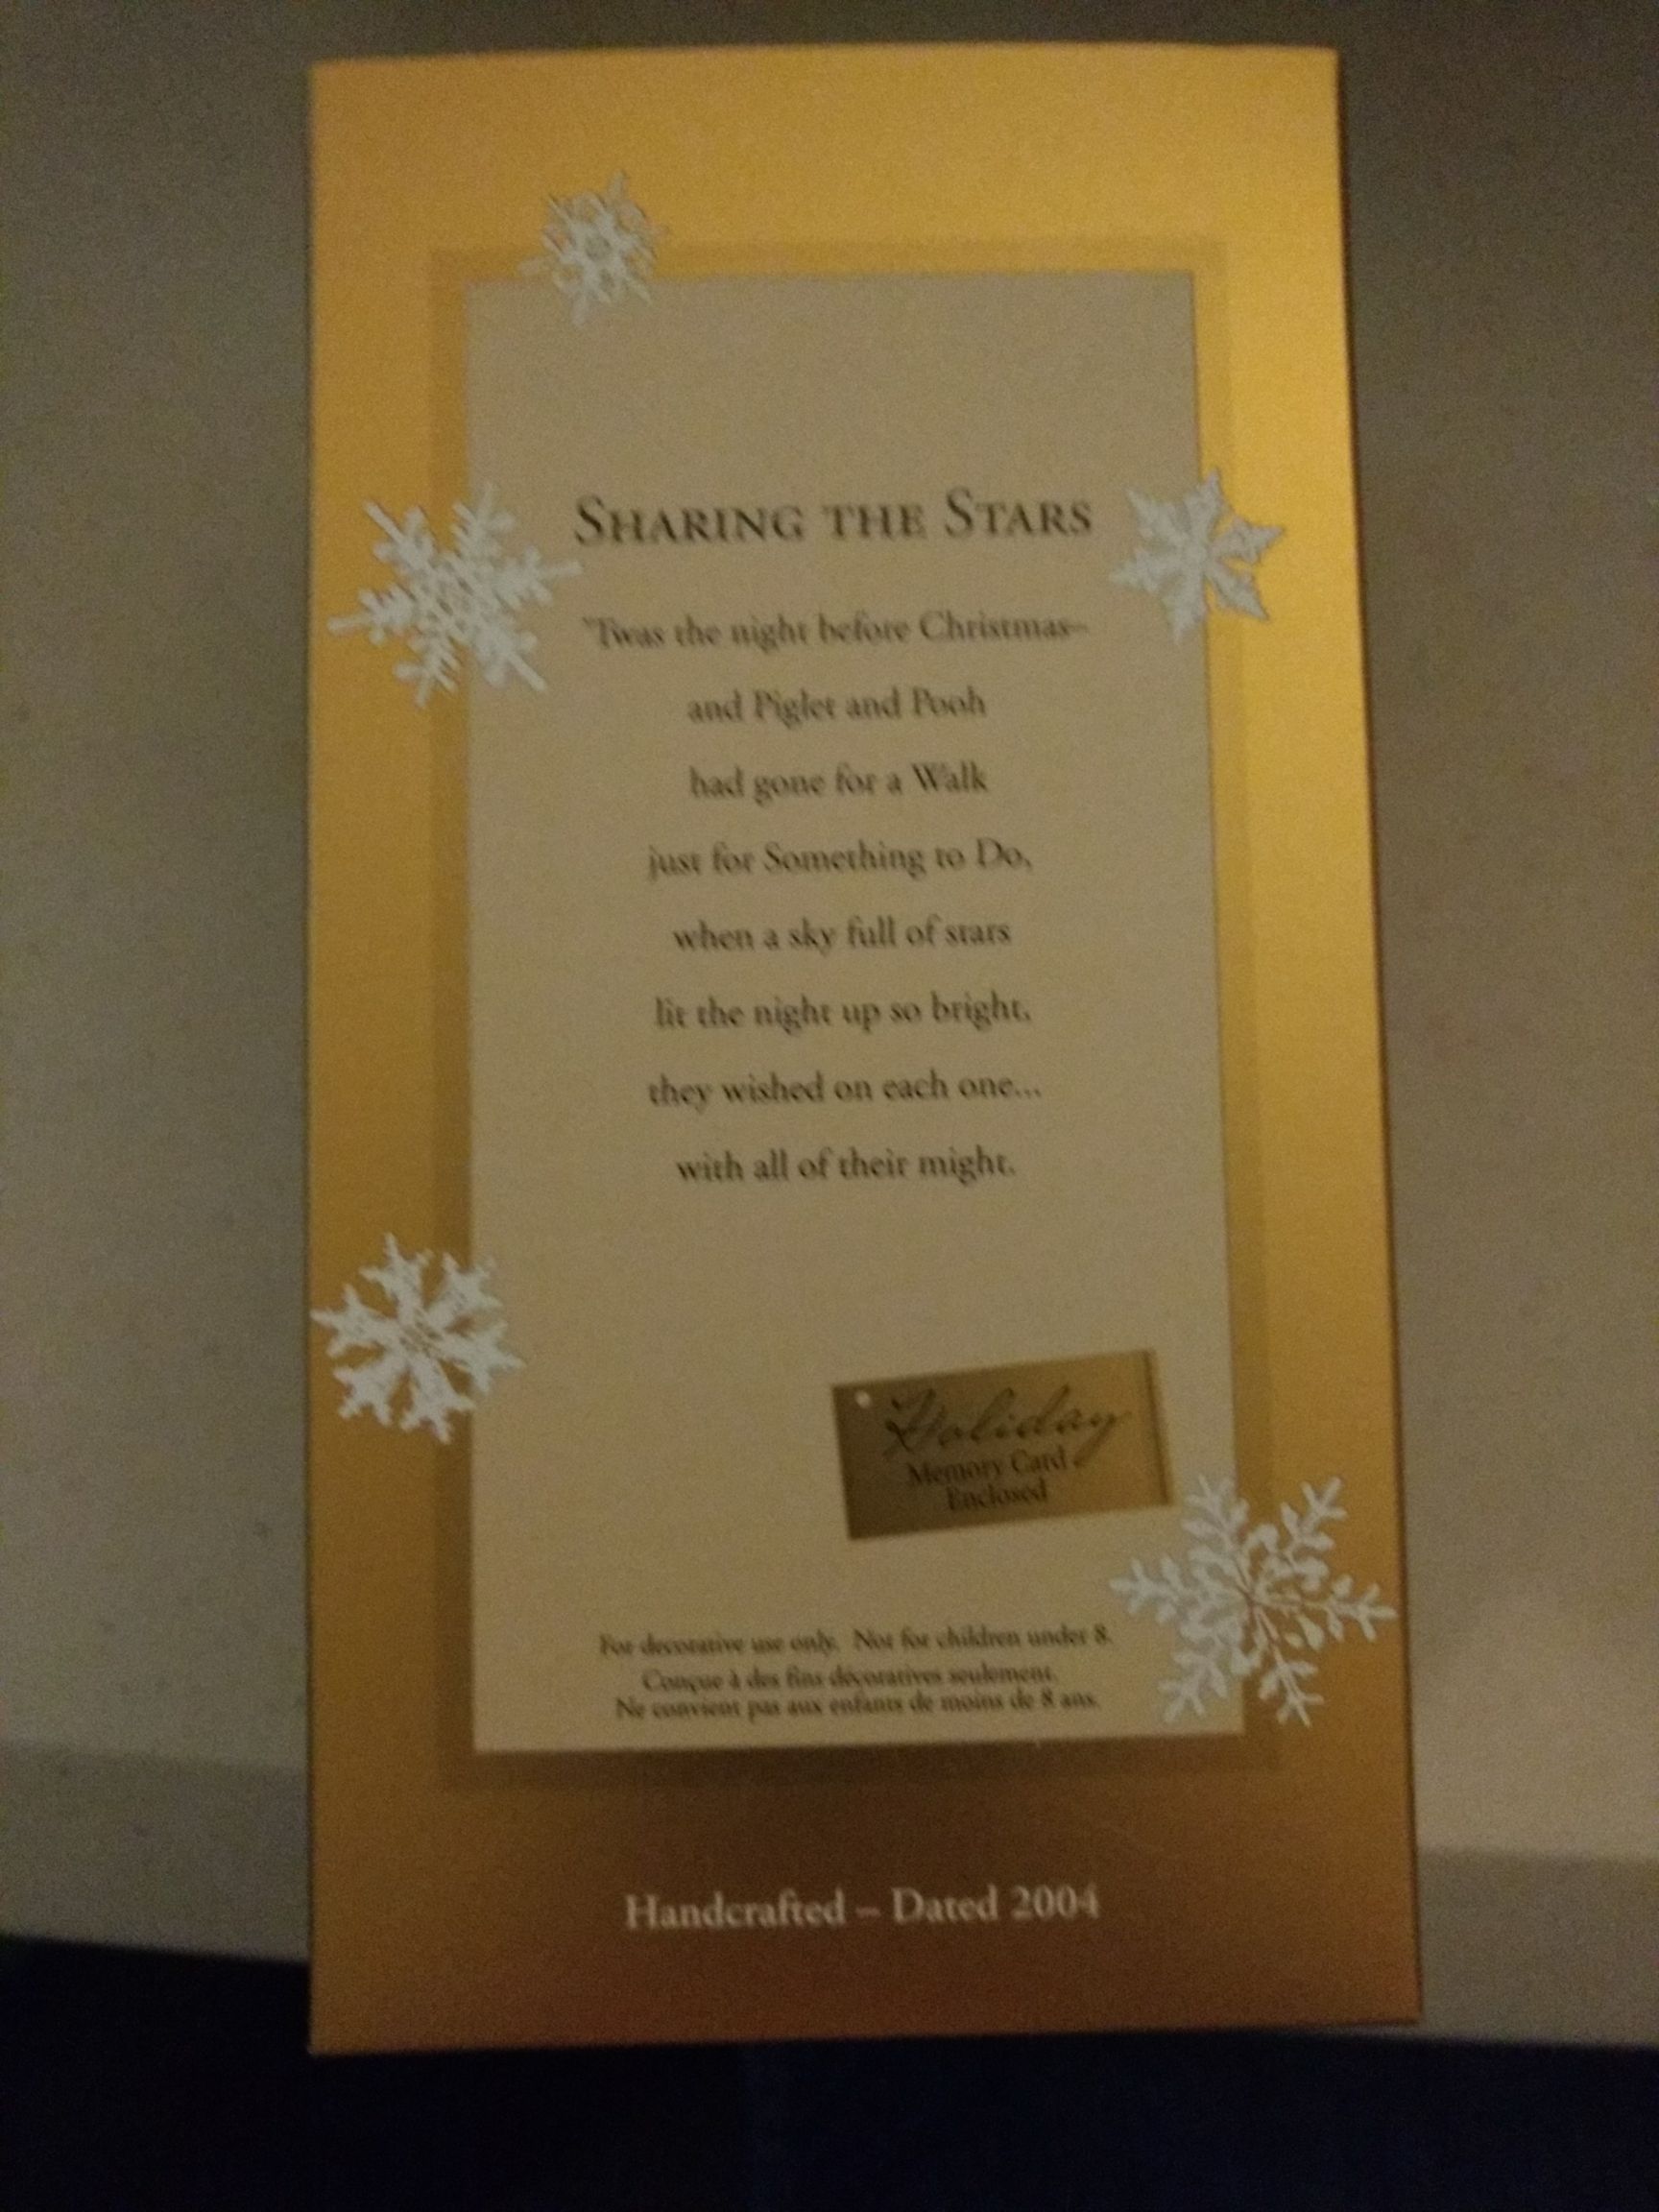 SHARING THE STARS
'Twas the night before Christmas–
and Piglet and Pooh
had gone for a Walk
just for Something to Do,
when a sky full of stars
lit the night up so bright,
they wished on each one...
with all of their might.
Holiday
Memory Card
Enclosed
For decorative use only. Not for children under 8.
Conçue à des fins décoratives seulement.
Ne convient pas aux enfants de moins de 8 ans.
Handcrafted – Dated 2004